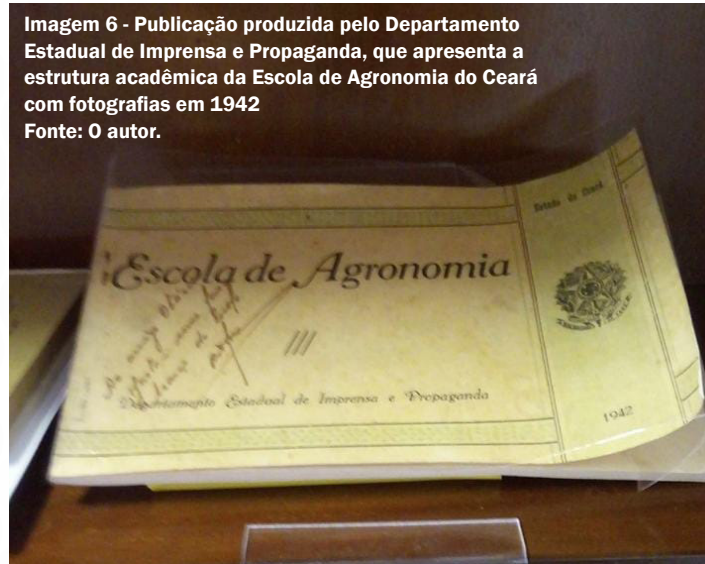 Imagem 6 - Publicação produzida pelo Departamento
Estadual de Imprensa e Propaganda, que apresenta a
estrutura acadêmica da Escola de Agronomia do Ceará
com fotografias em 1942
Fonte: O autor.
Estado do Ceará
Escola de Agronomia
Ao amigo
Departamento Estadual de Imprensa e Propaganda
1942